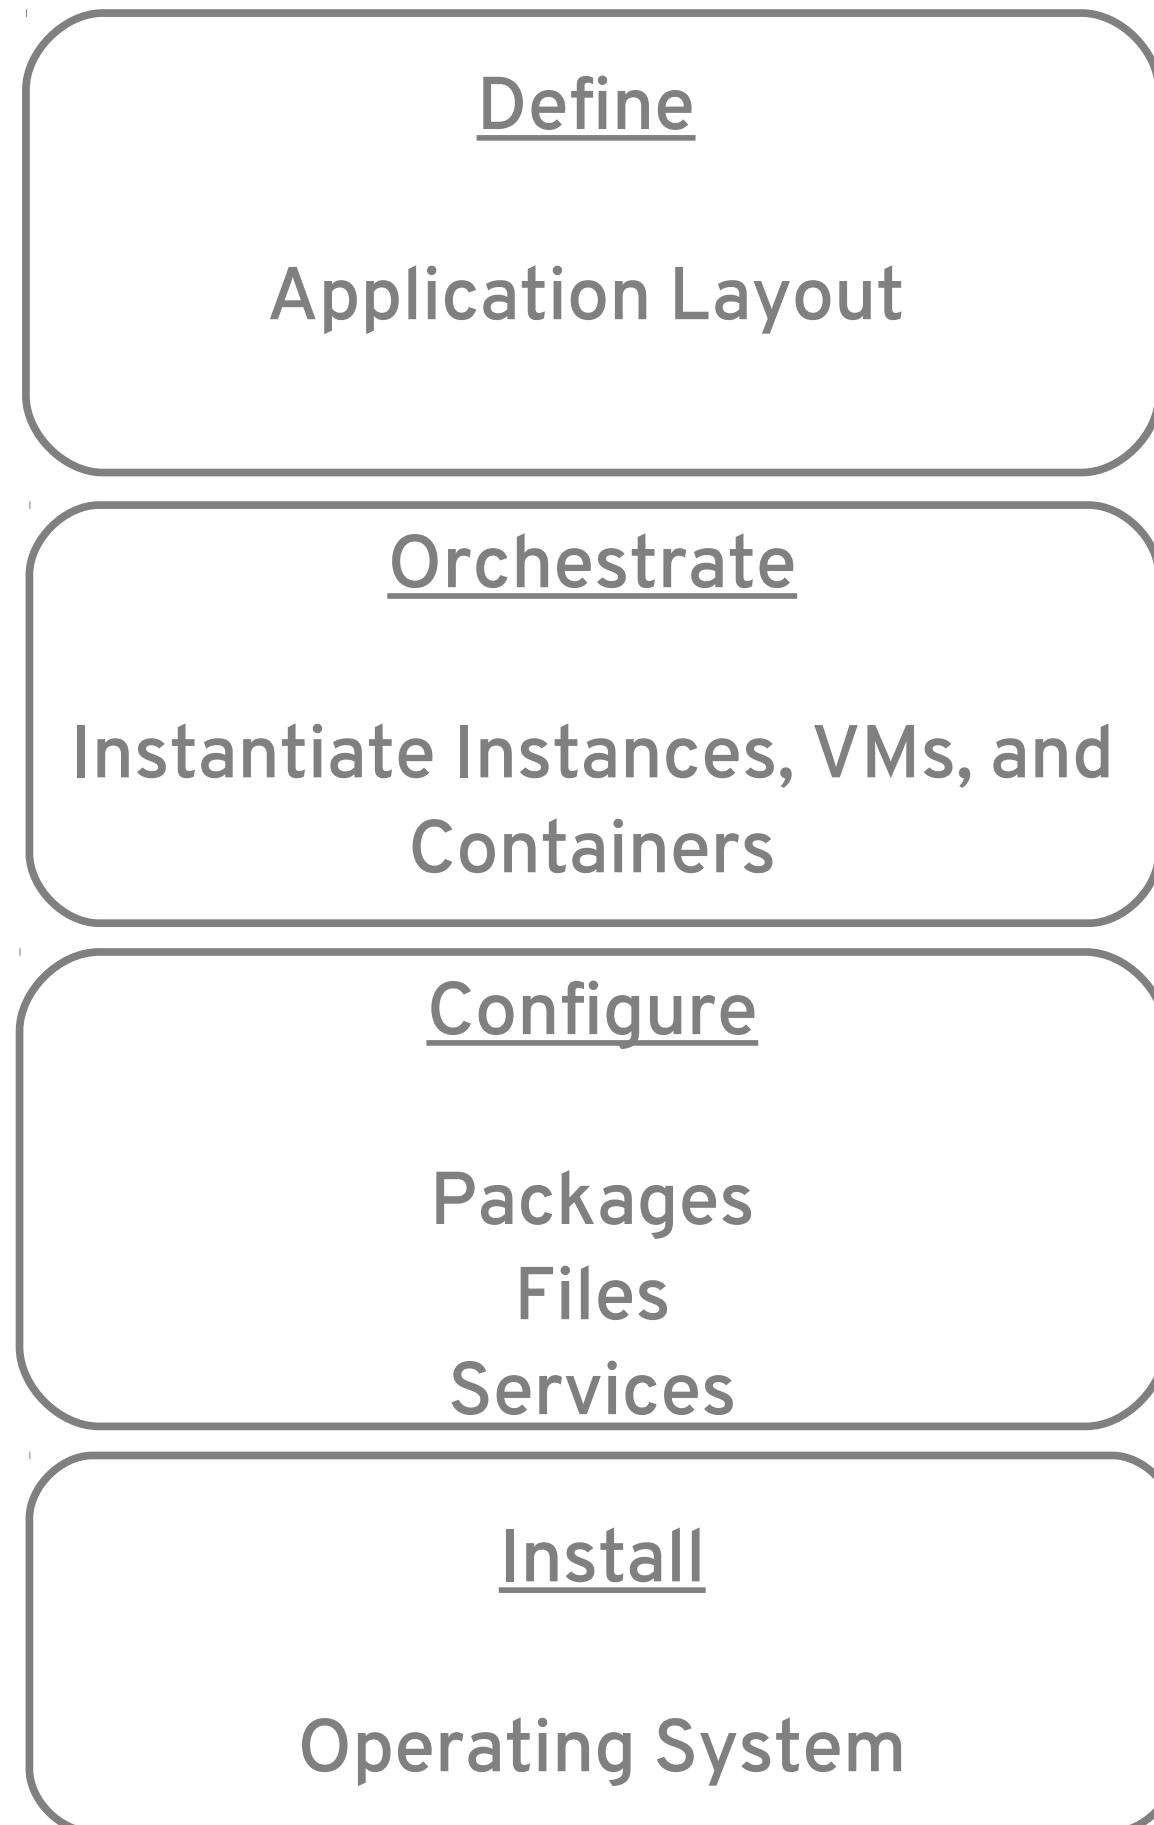 Define
Application Layout
Orchestrate
Instantiate Instances, VMs, and
Containers
Configure
Packages
Files
Services
Install
Operating System